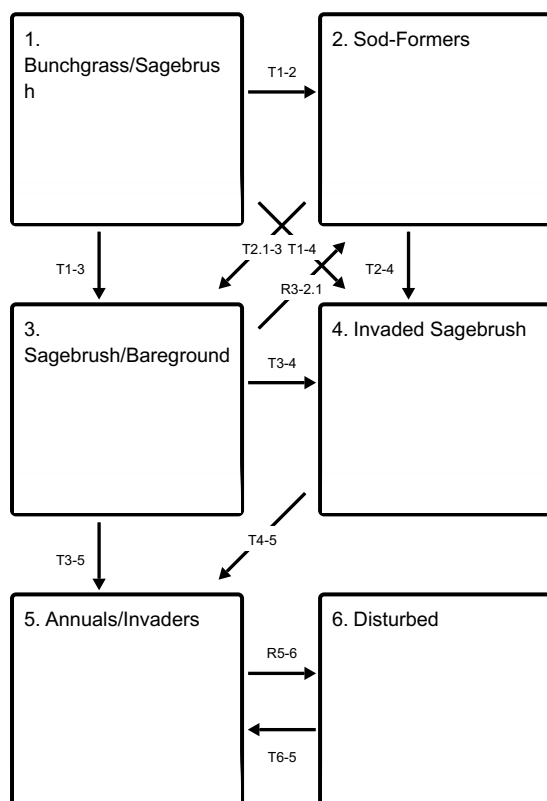 1.
Bunchgrass/Sagebrus
h
2. Sod-Formers
T1-2
T2.1-3
T1-4
T1-3
T2-4
R3-2.1
3.
Sagebrush/Bareground
4. Invaded Sagebrush
T3-4
T4-5
T3-5
5. Annuals/Invaders
6. Disturbed
R5-6
T6-5